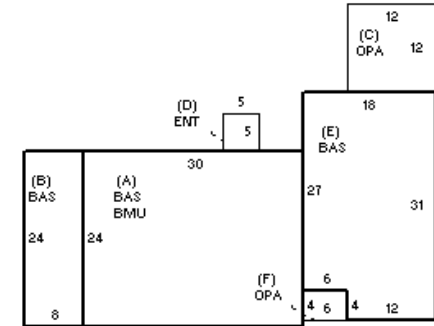 12
(C)
OPA
12
(D)
ENT
5
5
18
(E)
BAS
30
(B)
BAS
(A)
BAS
BMU
27
31
24
24
(F)
OPA
6
4
6
4
12
8